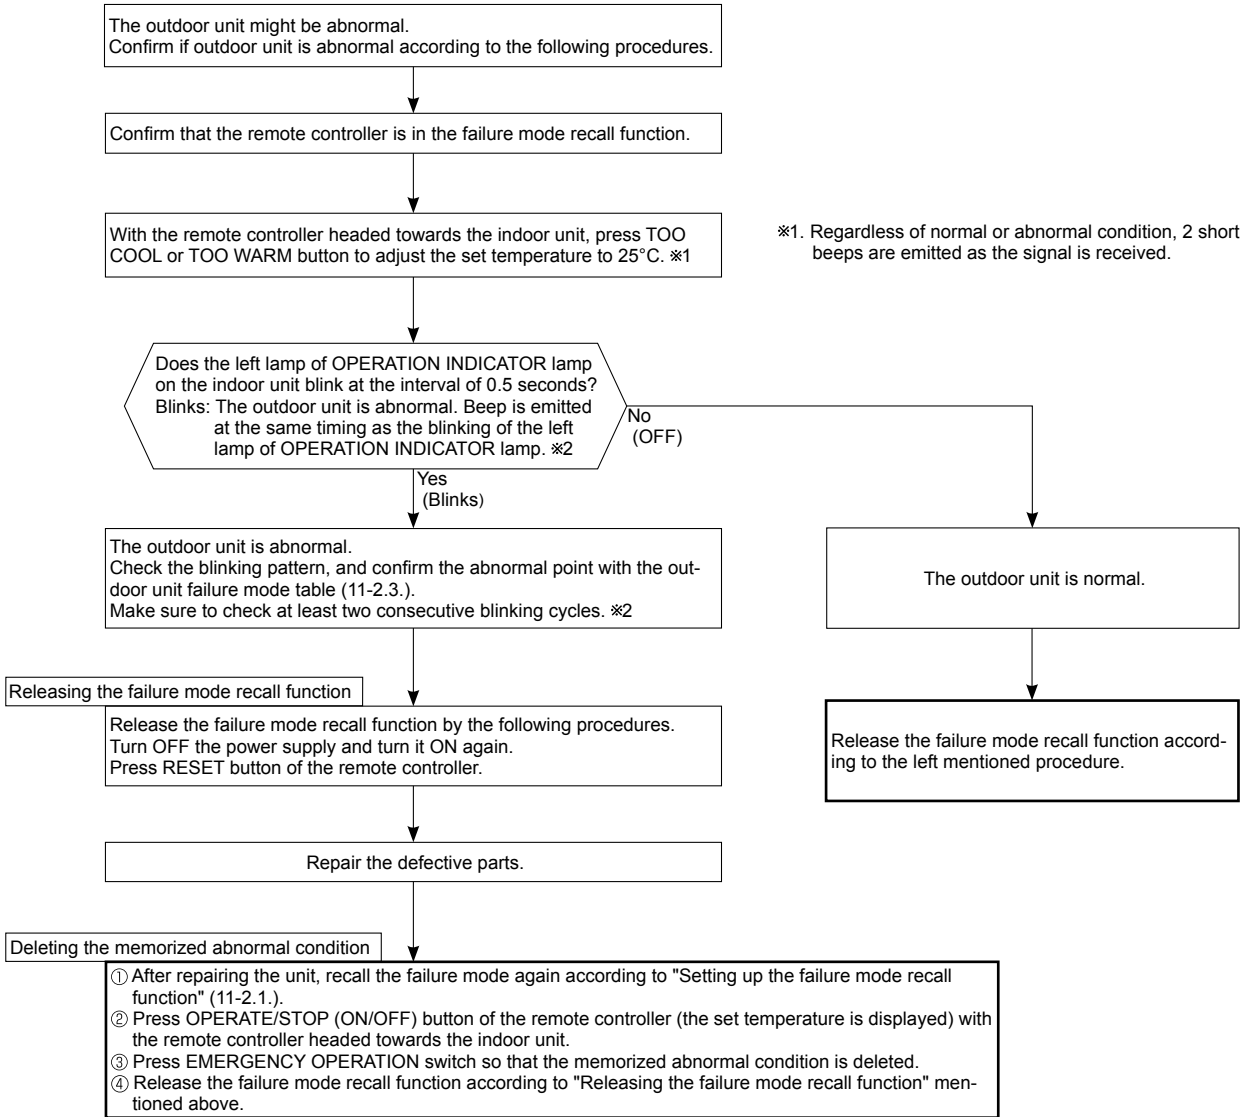 The outdoor unit might be abnormal.
Confirm if outdoor unit is abnormal according to the following procedures.
Confirm that the remote controller is in the failure mode recall function.
With the remote controller headed towards the indoor unit, press TOO
COOL or TOO WARM button to adjust the set temperature to 25°C. ※1
※1. Regardless of normal or abnormal condition, 2 short
beeps are emitted as the signal is received.
Does the left lamp of OPERATION INDICATOR lamp
on the indoor unit blink at the interval of 0.5 seconds?
Blinks: The outdoor unit is abnormal. Beep is emitted
at the same timing as the blinking of the left
lamp of OPERATION INDICATOR lamp. ※2
No
(OFF)
Yes
(Blinks)
The outdoor unit is abnormal.
Check the blinking pattern, and confirm the abnormal point with the out-
door unit failure mode table (11-2.3.).
Make sure to check at least two consecutive blinking cycles. ※2
The outdoor unit is normal.
Releasing the failure mode recall function
Release the failure mode recall function by the following procedures.
Turn OFF the power supply and turn it ON again.
Press RESET button of the remote controller.
Release the failure mode recall function accord-
ing to the left mentioned procedure.
Repair the defective parts.
Deleting the memorized abnormal condition
① After repairing the unit, recall the failure mode again according to "Setting up the failure mode recall
function" (11-2.1.).
② Press OPERATE/STOP (ON/OFF) button of the remote controller (the set temperature is displayed) with
the remote controller headed towards the indoor unit.
③ Press EMERGENCY OPERATION switch so that the memorized abnormal condition is deleted.
④ Release the failure mode recall function according to "Releasing the failure mode recall function" men-
tioned above.